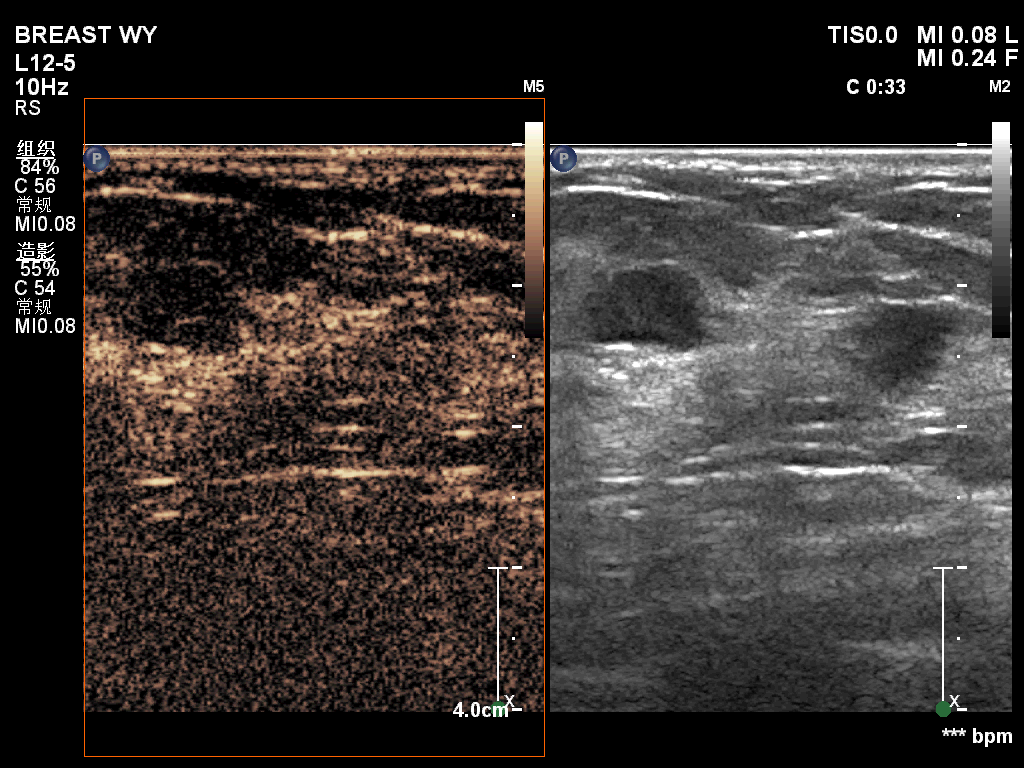 BREAST WY
L12-5
10Hz
RS
TIS0.0 MI 0.08 L
MI 0.24 F
C 0:33
M5
M2
组织
84%
C 56
常规
MI0.08
造影
55%
C 54
常规
MI0.08
P
P
X
4.0cm
X
*** bpm